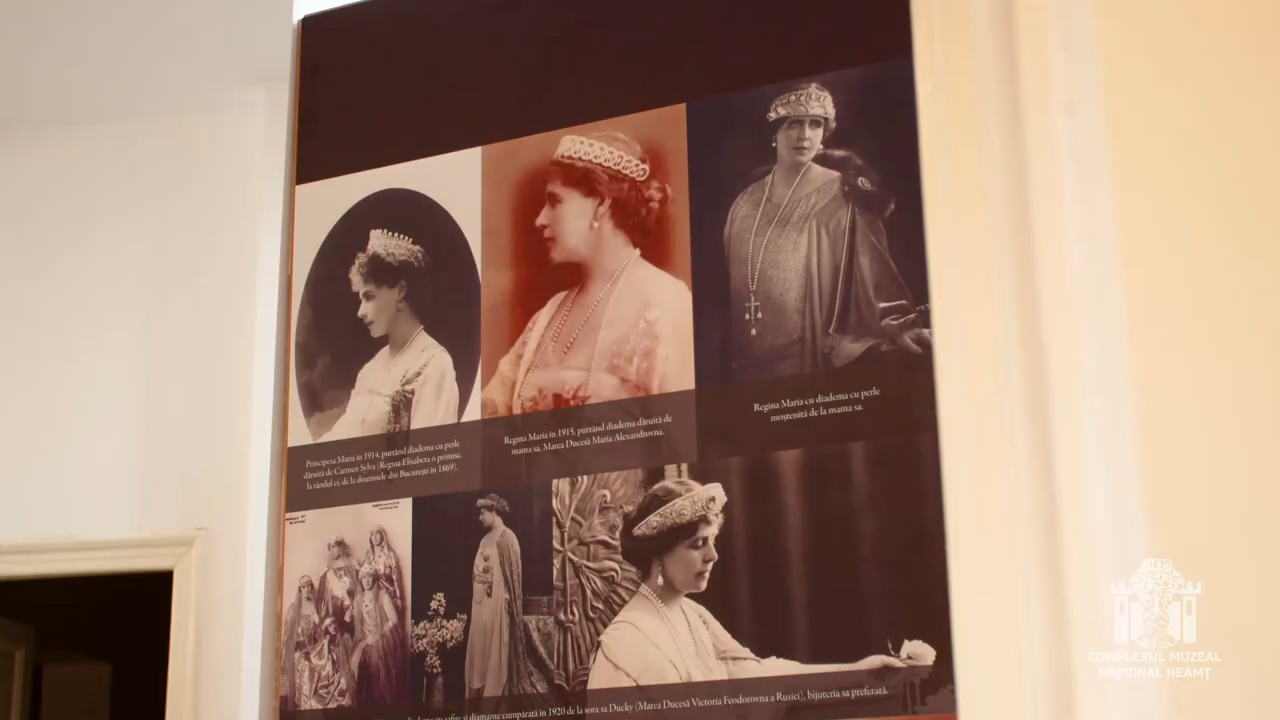 Principesa Maria în 1914, purtând diadema cu perle
dăruită de Carmen Sylva (Regina Elisabeta o primise,
la rândul ei, de la doamnele din București în 1869).
Regina Maria în 1915, purtând diadema dăruită de
mama sa, Marea Ducesă Maria Alexandrovna.
Regina Maria cu diadema cu perle
moștenită de la mama sa.
cu safire și diamante cumpărată în 1920 de la sora sa Ducky (Marea Ducesă Victoria Feodorovna a Rusiei), bijuteria sa preferată.
COMPLEXUL MUZEAL
NAȚIONAL NEAMȚ